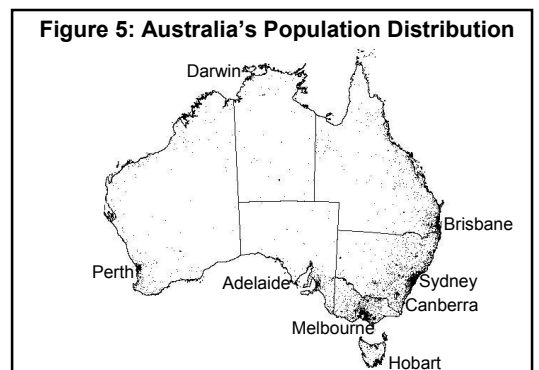 Figure 5: Australia's Population Distribution
Darwin
Brisbane
Perth
Adelaide
Sydney
Canberra
Melbourne
Hobart